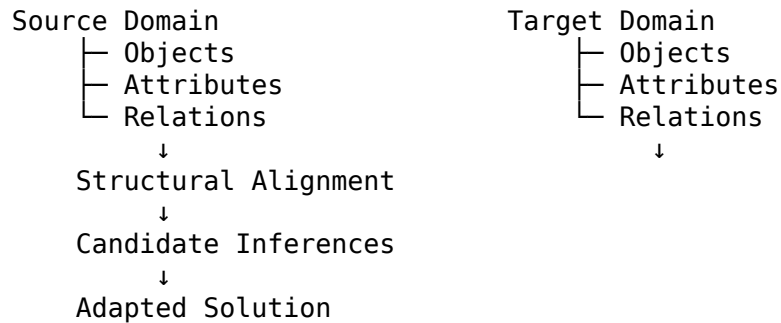 Source Domain                  Target Domain
    ├─ Objects                     ├─ Objects
    ├─ Attributes                  ├─ Attributes
    └─ Relations                   └─ Relations
         ↓                              ↓
    Structural Alignment
         ↓
    Candidate Inferences
         ↓
    Adapted Solution